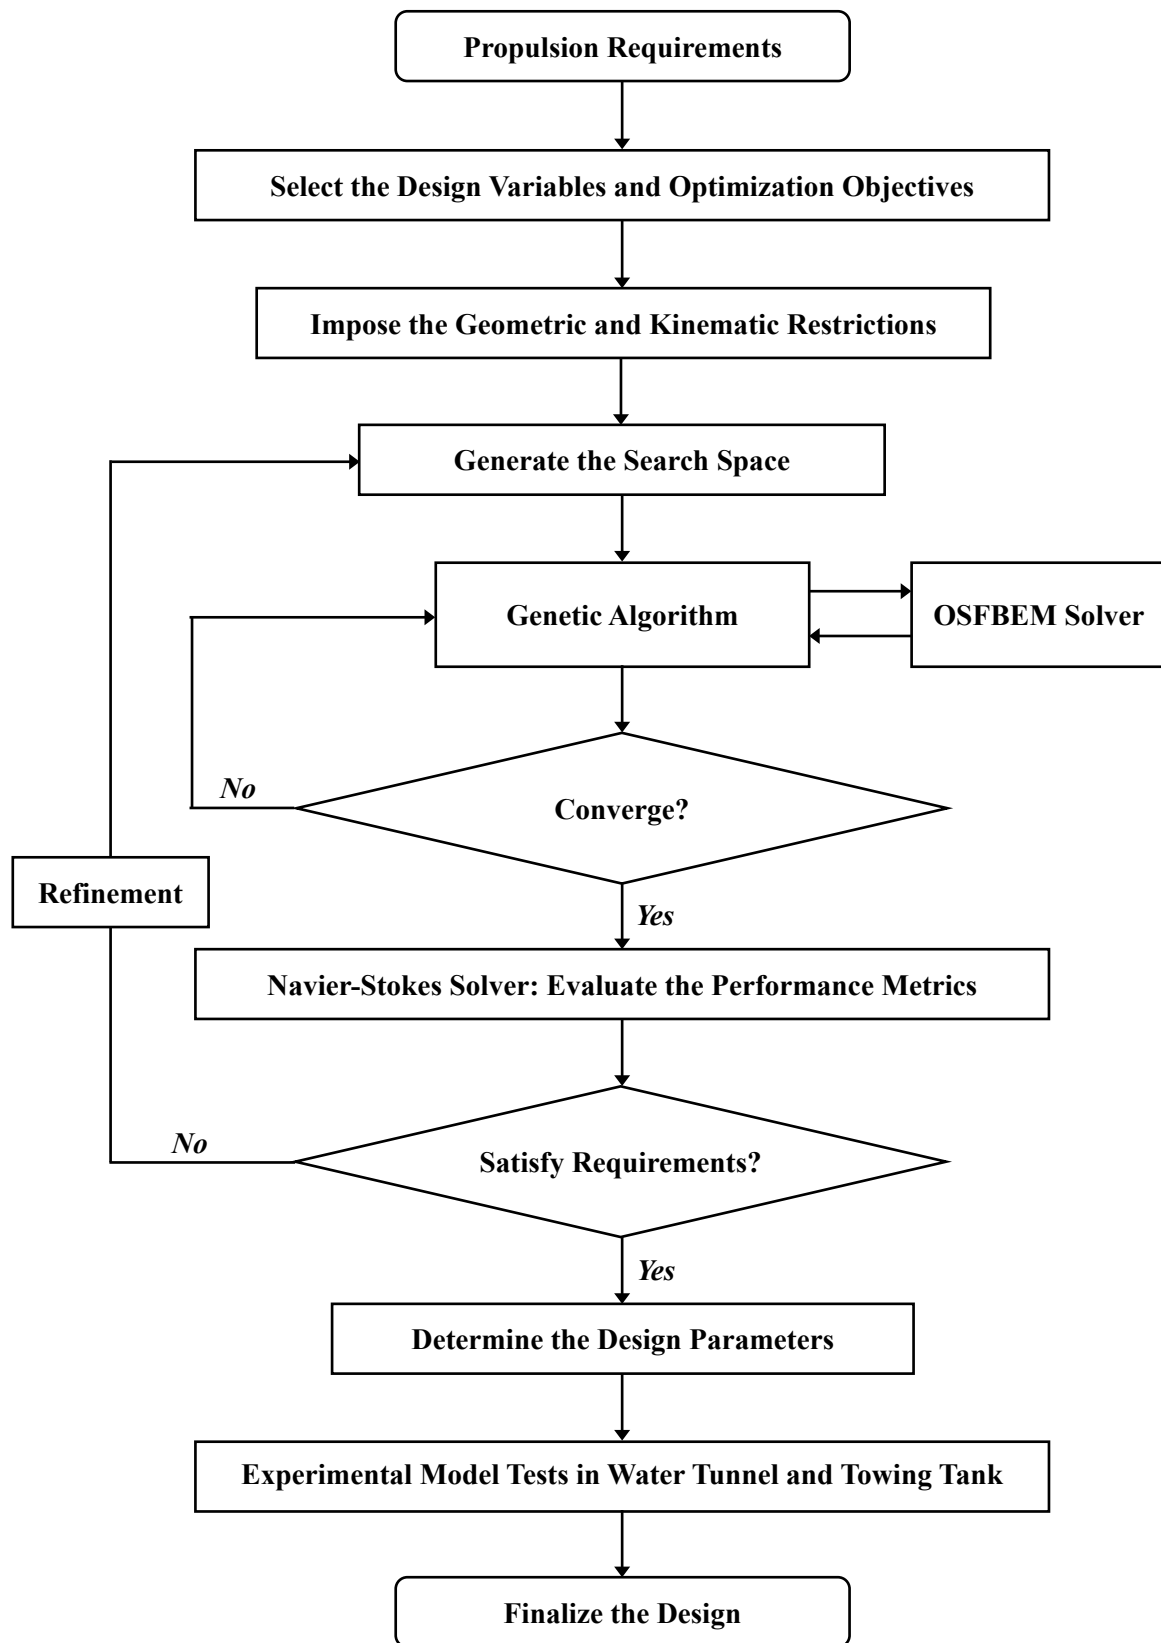 Propulsion Requirements
Select the Design Variables and Optimization Objectives
Impose the Geometric and Kinematic Restrictions
Generate the Search Space
Genetic Algorithm
OSFBEM Solver
No
Converge?
Refinement
Yes
Navier-Stokes Solver: Evaluate the Performance Metrics
No
Satisfy Requirements?
Yes
Determine the Design Parameters
Experimental Model Tests in Water Tunnel and Towing Tank
Finalize the Design